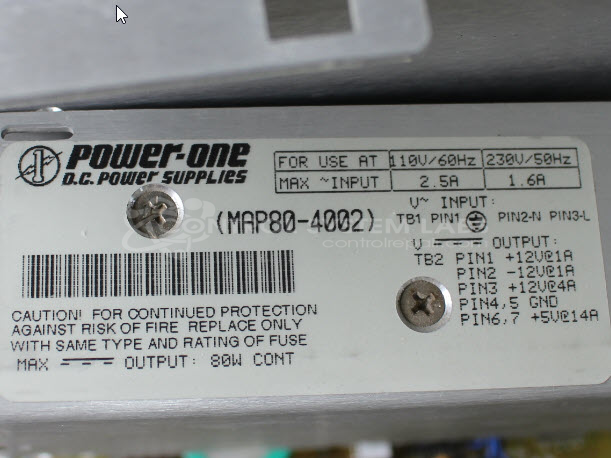 POWER-ONE
D.C. POWER SUPPLIES
FOR USE AT 110V/60Hz 230V/50Hz
MAX ~INPUT 2.5A 1.6A
(MAP80-4002)
V~ INPUT:
TB1 PIN1 PIN2-N PIN3-L
V OUTPUT:
TB2 PIN1 +12V@1A
PIN2 -12V@1A
PIN3 +12V@4A
PIN4,5 GND
PIN6,7 +5V@14A
CAUTION! FOR CONTINUED PROTECTION
AGAINST RISK OF FIRE REPLACE ONLY
WITH SAME TYPE AND RATING OF FUSE
MAX OUTPUT: 80W CONT
controlrepair.com